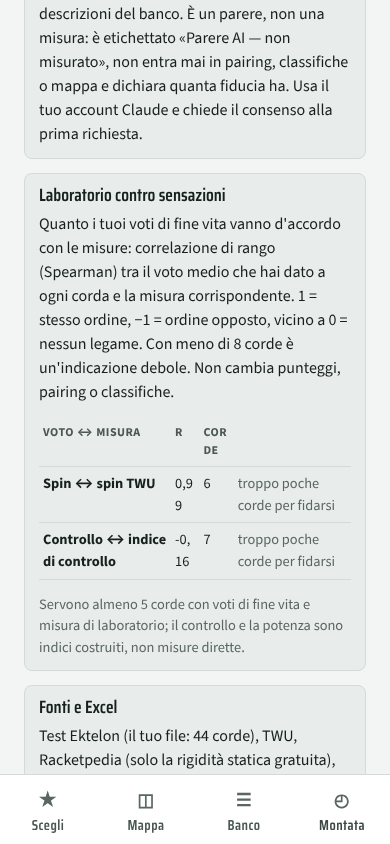 descrizioni del banco. È un parere, non una
misura: è etichettato «Parere AI — non
misurato», non entra mai in pairing, classifiche
o mappa e dichiara quanta fiducia ha. Usa il
tuo account Claude e chiede il consenso alla
prima richiesta.
Laboratorio contro sensazioni
Quanto i tuoi voti di fine vita vanno d'accordo
con le misure: correlazione di rango
(Spearman) tra il voto medio che hai dato a
ogni corda e la misura corrispondente. 1 =
stesso ordine, −1 = ordine opposto, vicino a 0 =
nessun legame. Con meno di 8 corde è
un'indicazione debole. Non cambia punteggi,
pairing o classifiche.
VOTO ↔ MISURA R COR
DE
Spin ↔ spin TWU 0,9 6 troppo poche
9 corde per fidarsi
Controllo ↔ indice -0, 7 troppo poche
di controllo 16 corde per fidarsi
Servono almeno 5 corde con voti di fine vita e
misura di laboratorio; il controllo e la potenza sono
indici costruiti, non misure dirette.
Fonti e Excel
Test Ektelon (il tuo file: 44 corde), TWU,
Racketpedia (solo la rigidità statica gratuita),
Scegli Mappa Banco Montata